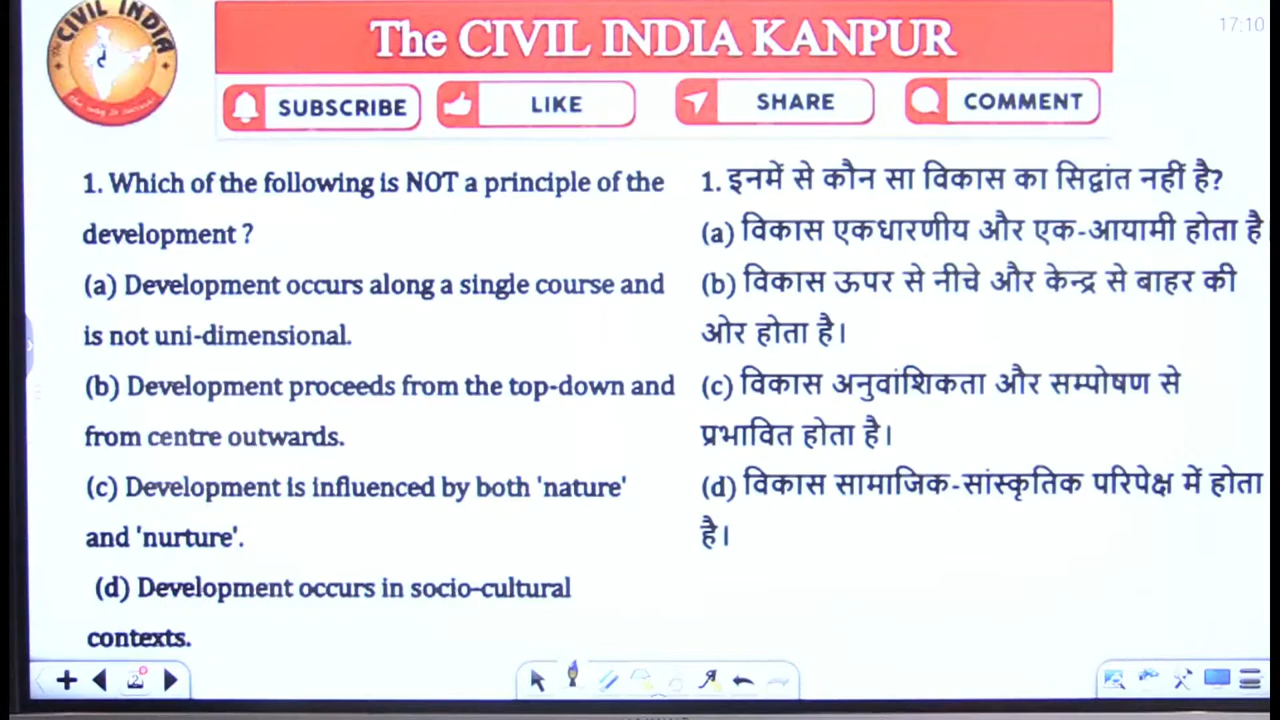 CIVIL INDIA
The CIVIL INDIA KANPUR
17:10
SUBSCRIBE
LIKE
SHARE
COMMENT
1. Which of the following is NOT a principle of the
development ?
(a) Development occurs along a single course and
is not uni-dimensional.
(b) Development proceeds from the top-down and
from centre outwards.
(c) Development is influenced by both 'nature'
and 'nurture'.
(d) Development occurs in socio-cultural
contexts.
1. इनमें से कौन सा विकास का सिद्वांत नहीं है?
(a) विकास एकधारणीय और एक-आयामी होता है
(b) विकास ऊपर से नीचे और केन्द्र से बाहर की
ओर होता है।
(c) विकास अनुवांशिकता और सम्पोषण से
प्रभावित होता है।
(d) विकास सामाजिक-सांस्कृतिक परिपेक्ष में होता
है।
2